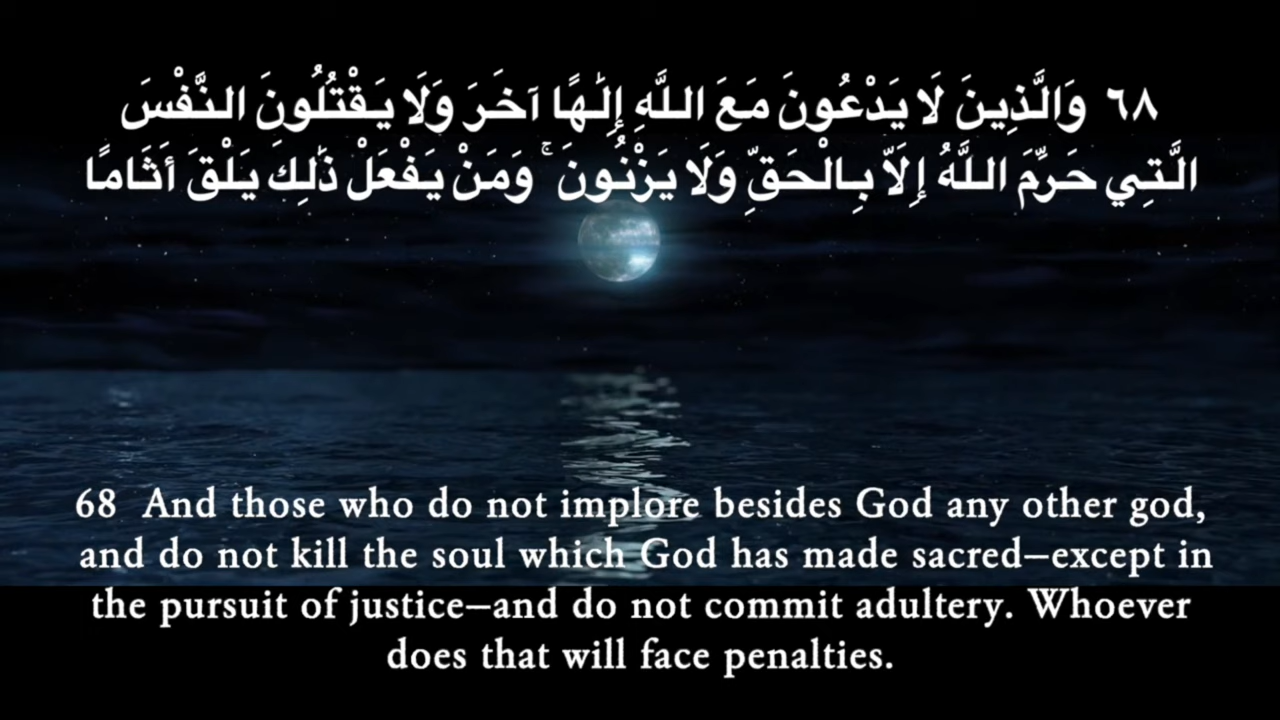 ٦٨ وَالَّذِينَ لَا يَدْعُونَ مَعَ اللَّهِ إِلَٰهًا آخَرَ وَلَا يَقْتُلُونَ النَّفْسَ
الَّتِي حَرَّمَ اللَّهُ إِلَّا بِالْحَقِّ وَلَا يَزْنُونَ ۚ وَمَنْ يَفْعَلْ ذَٰلِكَ يَلْقَ أَثَامًا
68 And those who do not implore besides God any other god,
and do not kill the soul which God has made sacred—except in
the pursuit of justice—and do not commit adultery. Whoever
does that will face penalties.